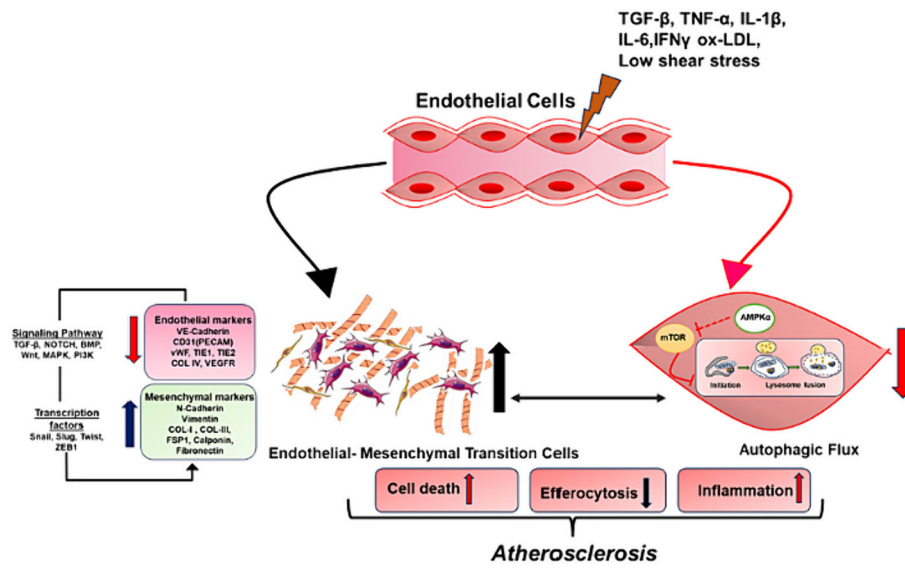 TGF-β, TNF-α, IL-1β,
IL-6,IFNγ ox-LDL,
Low shear stress
Endothelial Cells
Signaling Pathway
TGF-β, NOTCH, BMP,
Wnt, MAPK, PI3K
Transcription
factors
Snail, Slug, Twist,
ZEB1
Endothelial markers
VE-Cadherin
CD31(PECAM)
vWF, TIE1, TIE2
COL IV, VEGFR
Mesenchymal markers
N-Cadherin
Vimentin
COL-I , COL-III,
FSP1, Calponin,
Fibronectin
AMPKα
mTOR
Initiation
Lysosome fusion
Endothelial- Mesenchymal Transition Cells
Autophagic Flux
Cell death
Efferocytosis
Inflammation
Atherosclerosis